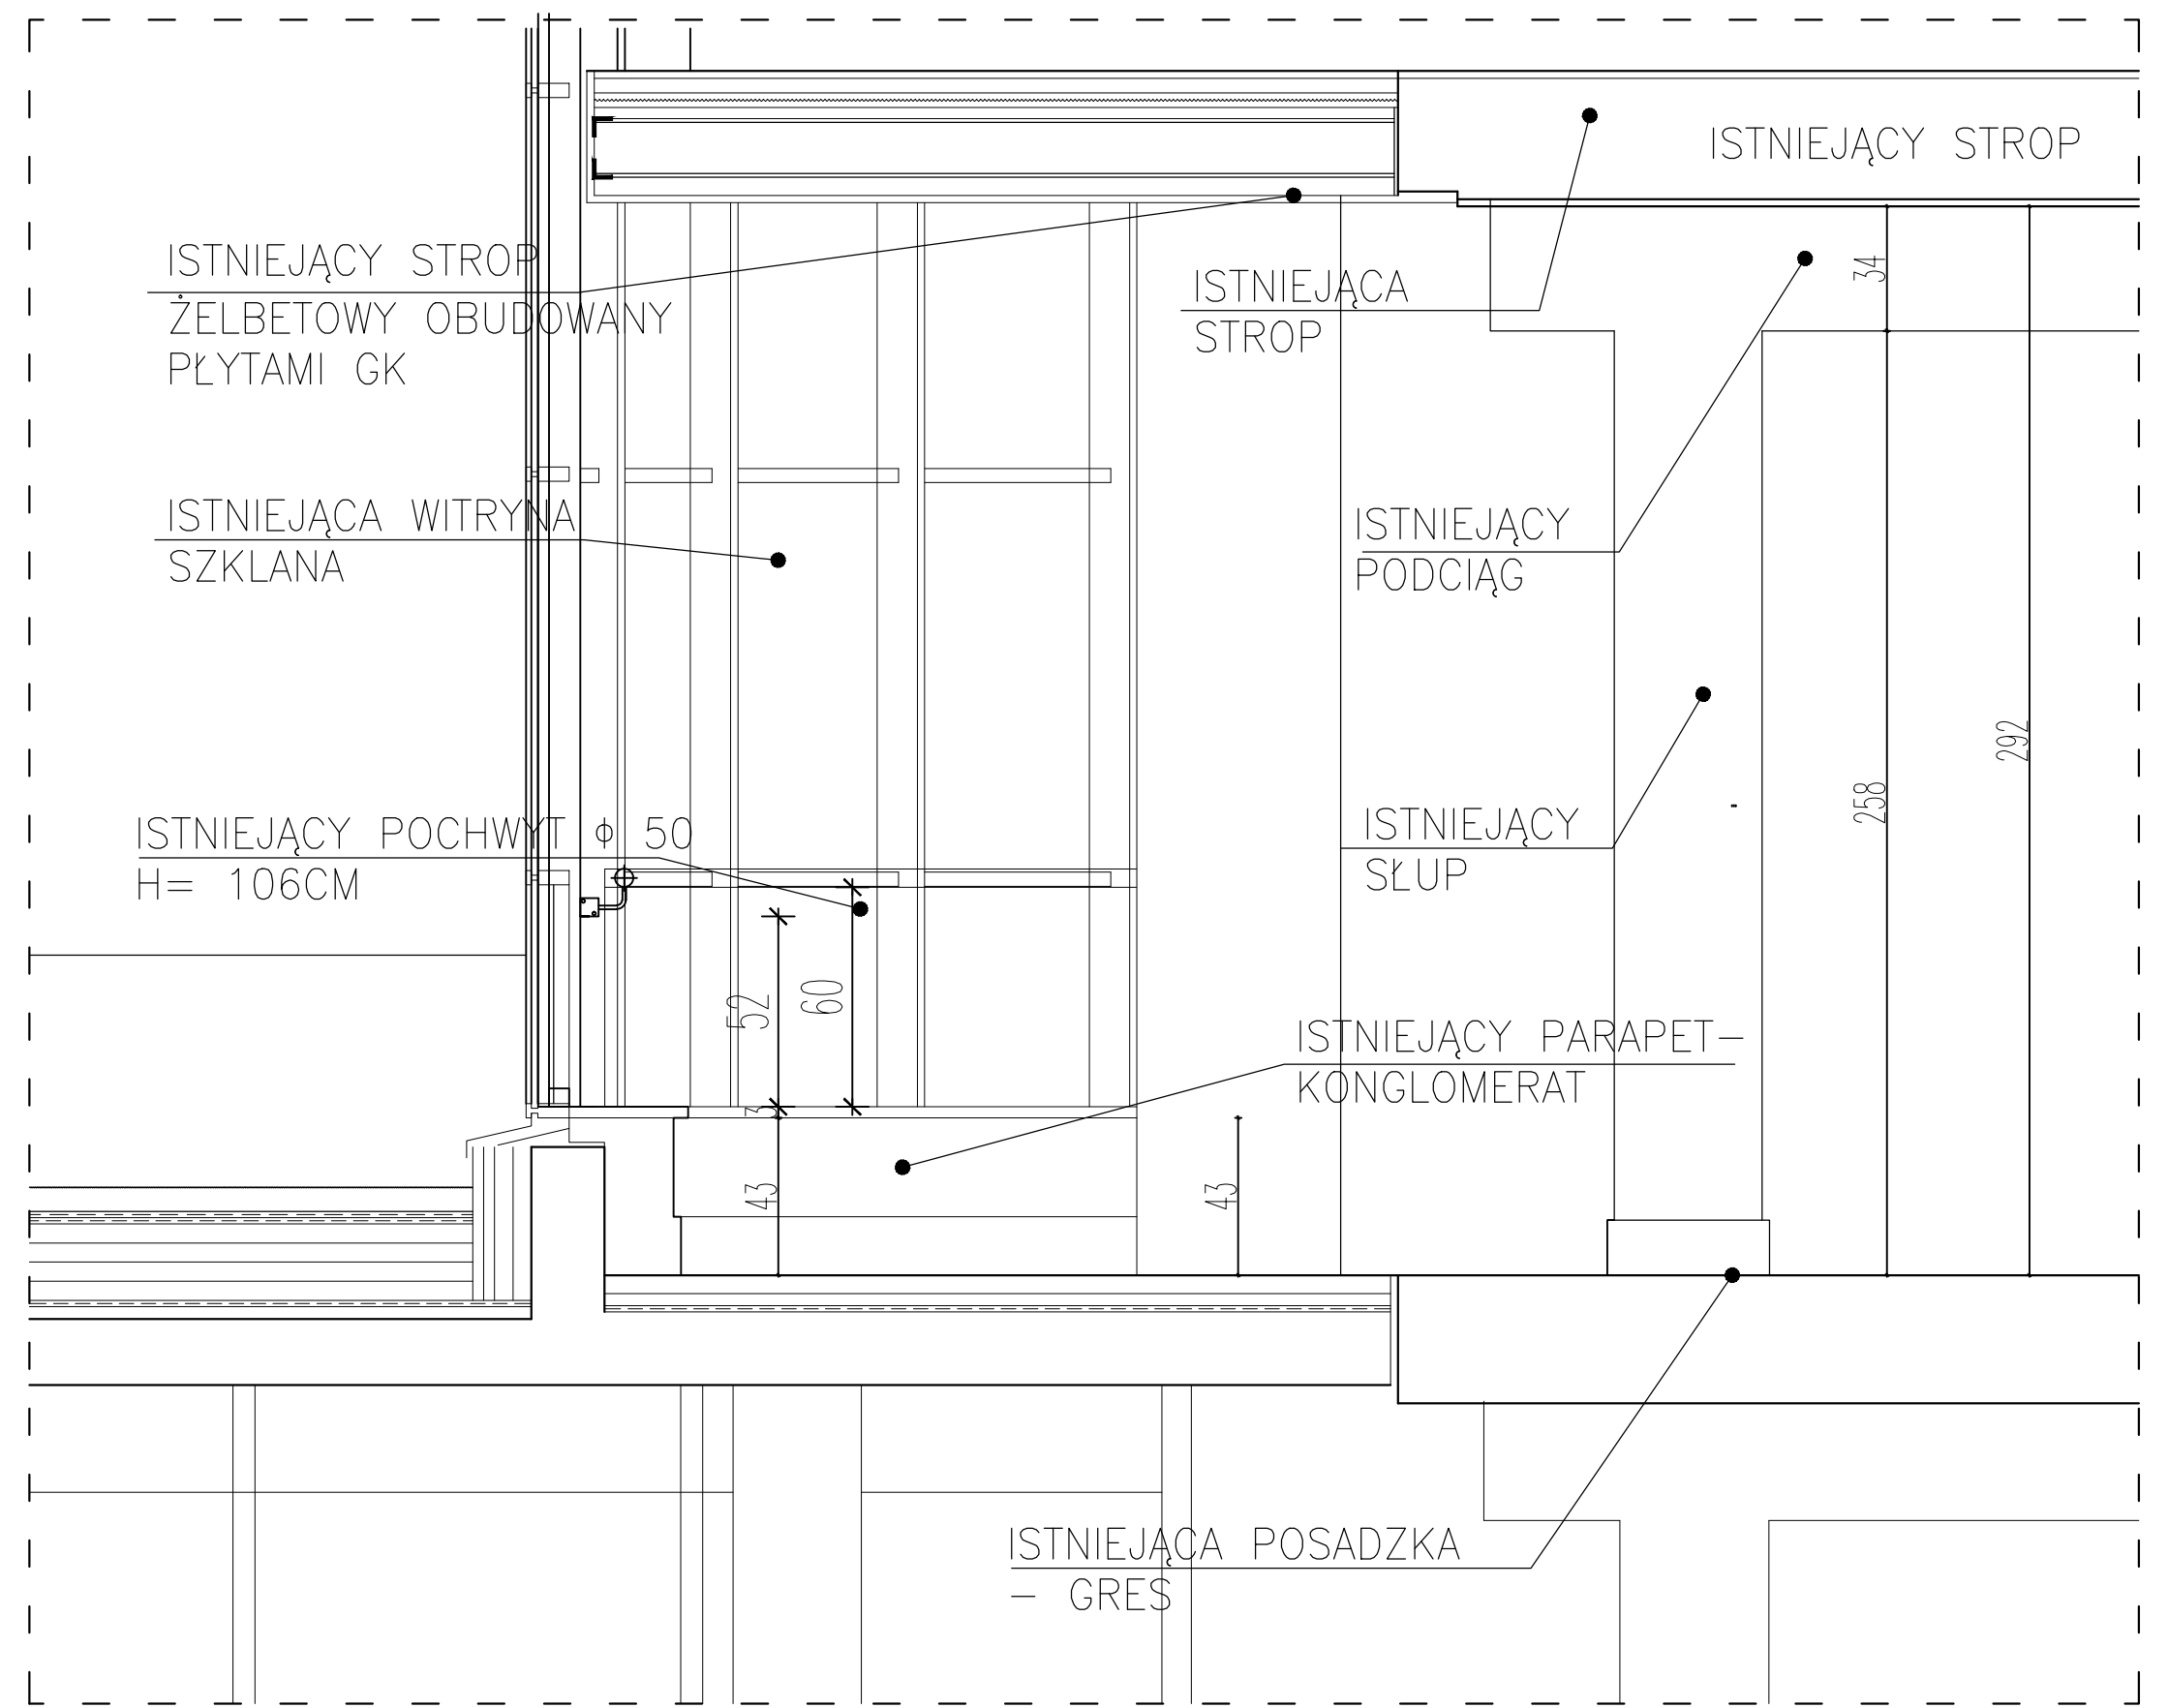 ISTNIEJĄCY STROP
ISTNIEJĄCY STROP
ŻELBETOWY OBUDOWANY
PŁYTAMI GK
ISTNIEJĄCA
STROP
34
ISTNIEJĄCA WITRYNA
SZKLANA
ISTNIEJĄCY
PODCIĄG
292
258
ISTNIEJĄCY POCHWYT Φ 50
H= 106CM
ISTNIEJĄCY
SŁUP
52
60
ISTNIEJĄCY PARAPET-
KONGLOMERAT
3
43
43
ISTNIEJĄCA POSADZKA
- GRES